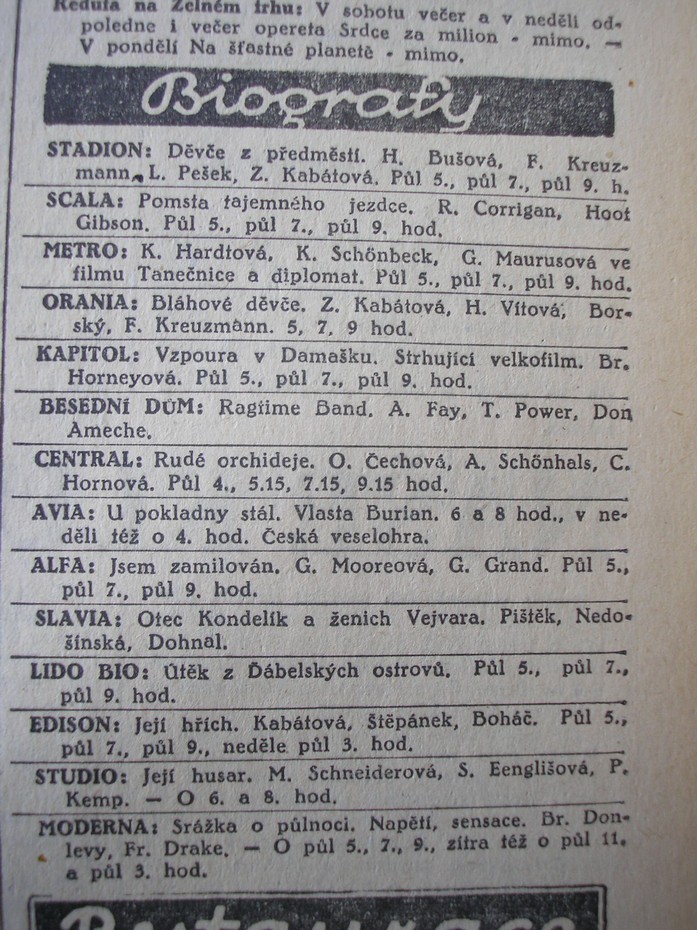 Reduta na Zelném trhu: V sobotu večer a v neděli od-
poledne i večer opereta Srdce za milion - mimo. —
V pondělí Na šťastné planetě - mimo.
Biografy
STADION: Děvče z předměstí. H. Bušová, F. Kreuz-
mann, L. Pešek, Z. Kabátová. Půl 5., půl 7., půl 9. h.
SCALA: Pomsta tajemného jezdce. R. Corrigan, Hoot
Gibson. Půl 5., půl 7., půl 9. hod.
METRO: K. Hardtová, K. Schönbeck, G. Maurusová ve
filmu Tanečnice a diplomat. Půl 5., půl 7., půl 9. hod.
ORANIA: Bláhové děvče. Z. Kabátová, H. Vítová, Bor-
ský, F. Kreuzmann. 5, 7, 9 hod.
KAPITOL: Vzpoura v Damašku. Strhující velkofilm. Br.
Horneyová. Půl 5., půl 7., půl 9. hod.
BESEDNÍ DŮM: Ragtime Band. A. Fay, T. Power, Don
Ameche.
CENTRAL: Rudé orchideje. O. Čechová, A. Schönhals, C.
Hornová. Půl 4., 5.15, 7.15, 9.15 hod.
AVIA: U pokladny stál. Vlasta Burian. 6 a 8 hod., v ne-
děli též o 4. hod. Česká veselohra.
ALFA: Jsem zamilován. G. Mooreová, G. Grand. Půl 5.,
půl 7., půl 9. hod.
SLAVIA: Otec Kondelík a ženich Vejvara. Pištěk, Nedo-
šínská, Dohnal.
LIDO BIO: Útěk z Ďábelských ostrovů. Půl 5., půl 7.,
půl 9. hod.
EDISON: Její hřích. Kabátová, Štěpánek, Boháč. Půl 5.,
půl 7., půl 9., neděle půl 3. hod.
STUDIO: Její husar. M. Schneiderová, S. Eenglišová, P.
Kemp. — O 6. a 8. hod.
MODERNA: Srážka o půlnoci. Napětí, sensace. Br. Don-
levy, Fr. Drake. — O půl 5., 7., 9., zítra též o půl 11.
a půl 3. hod.
Restaurace